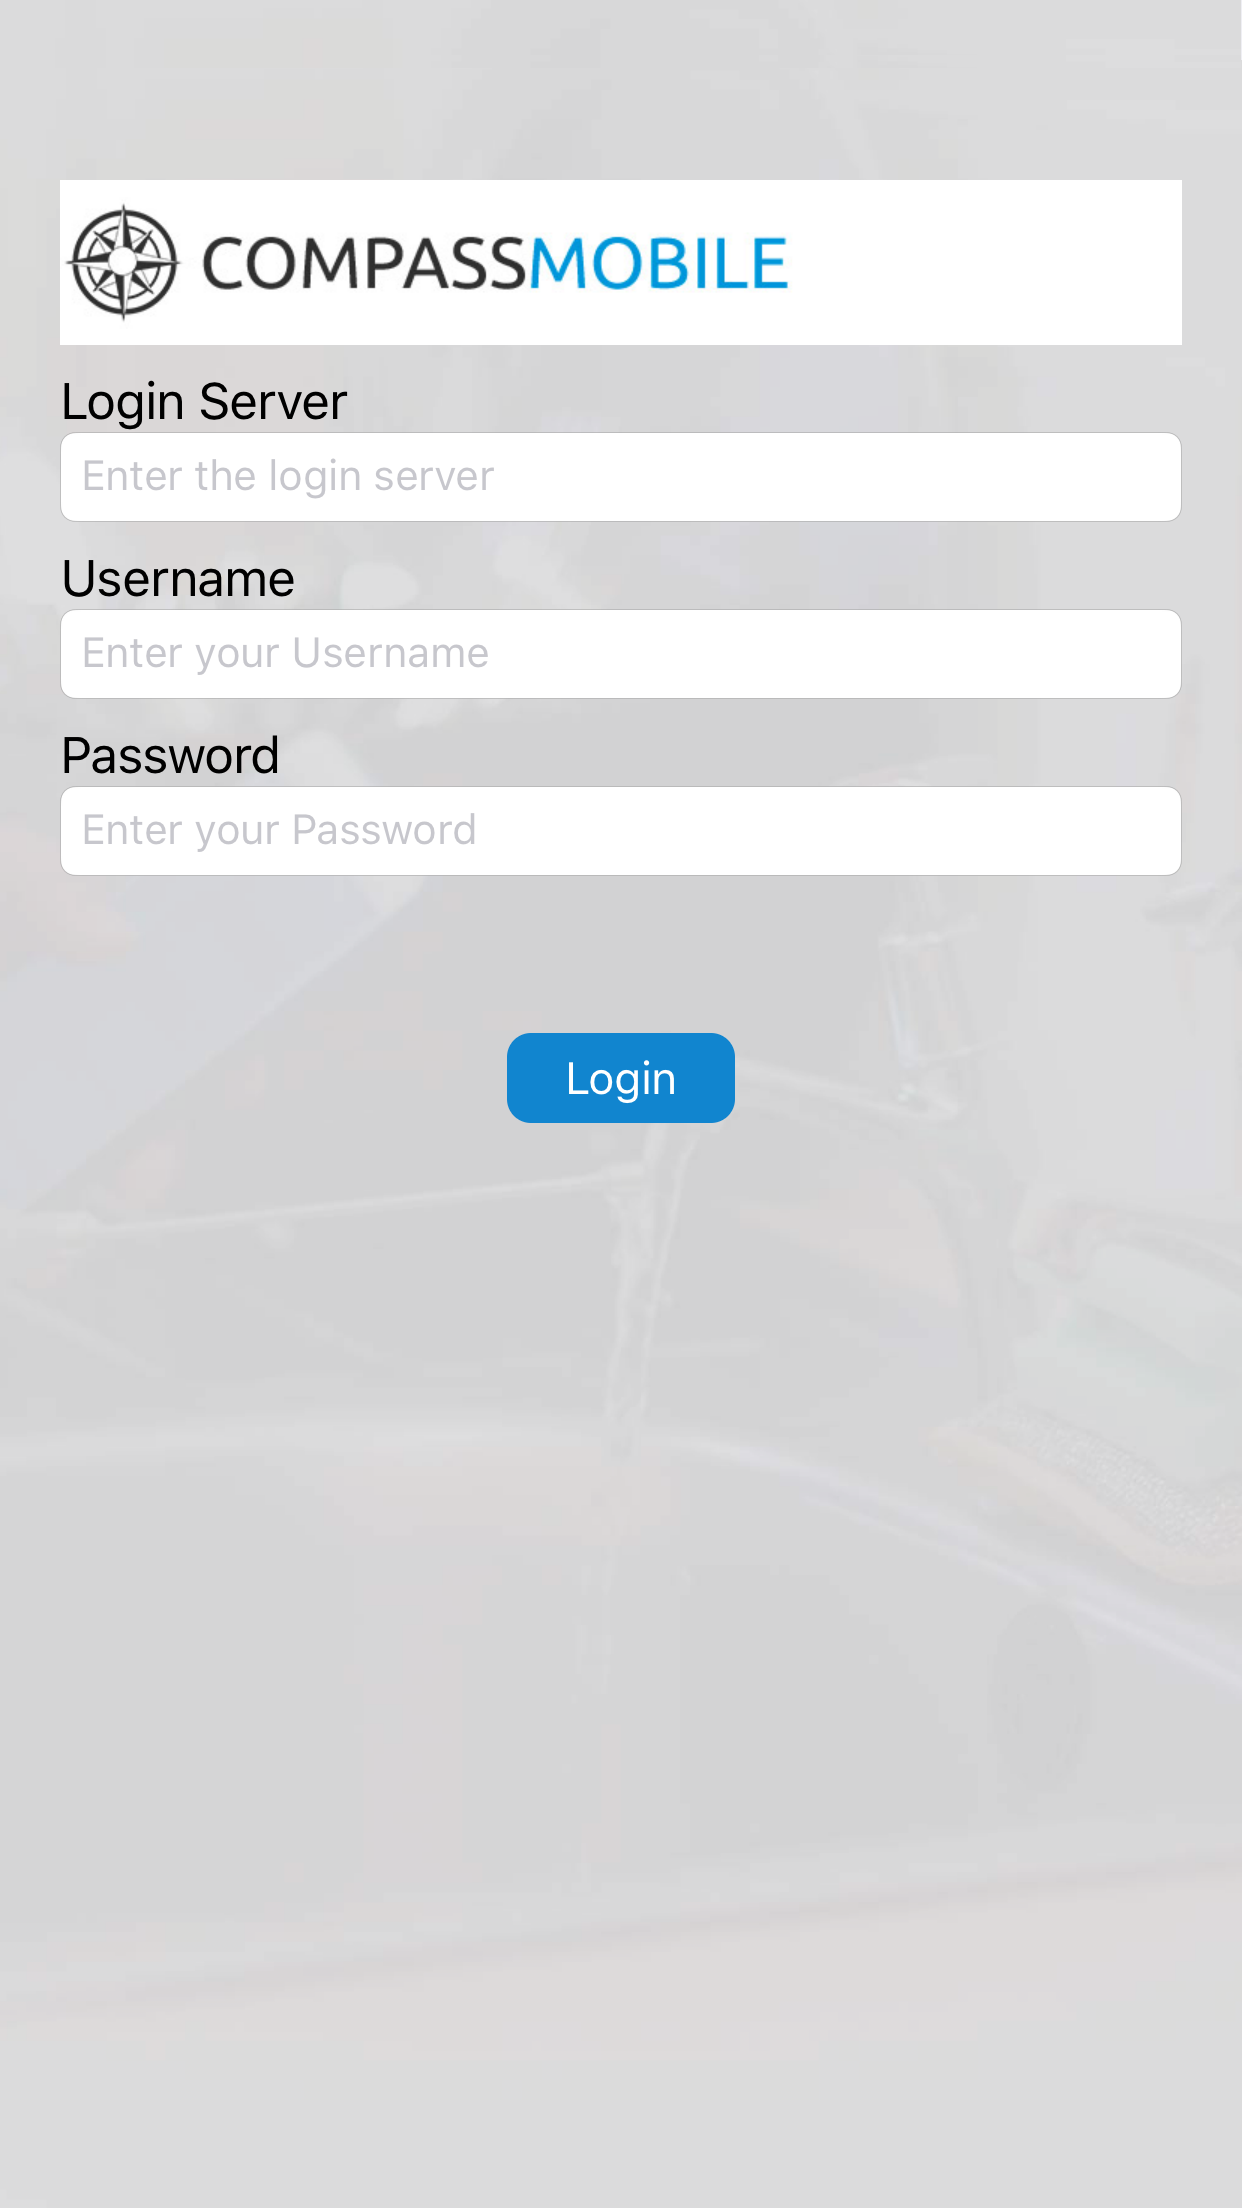 COMPASSMOBILE
Login Server
Enter the login server
Username
Enter your Username
Password
Enter your Password
Login